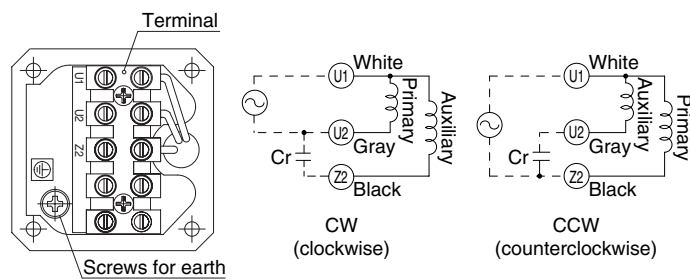 Terminal
U1
U2
Z2
Screws for earth
U1
White
Primary
Auxiliary
U2
Gray
Cr
Z2
Black
CW
(clockwise)
U1
White
Auxiliary
Primary
U2
Gray
Cr
Z2
Black
CCW
(counterclockwise)